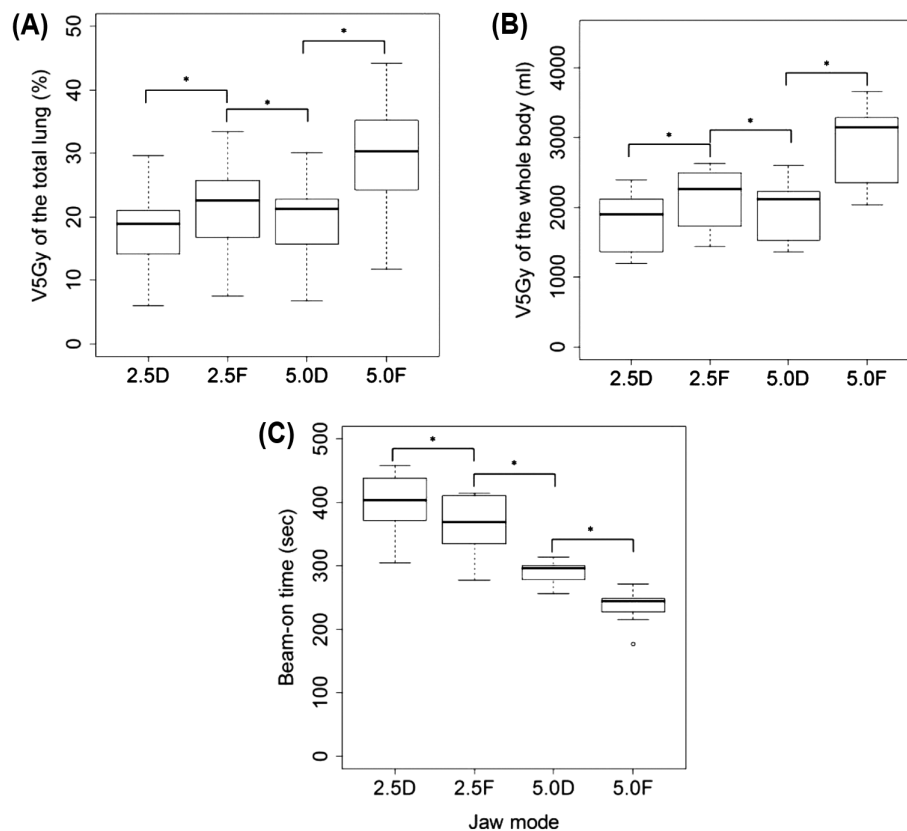 (A)
V5Gy of the total lung (%)
50
40
30
20
10
0
*
*
*
2.5D 2.5F 5.0D 5.0F
(B)
V5Gy of the whole body (ml)
4000
3000
2000
1000
0
*
*
*
2.5D 2.5F 5.0D 5.0F
(C)
Beam-on time (sec)
500
400
300
200
100
0
*
*
*
2.5D 2.5F 5.0D 5.0F
Jaw mode